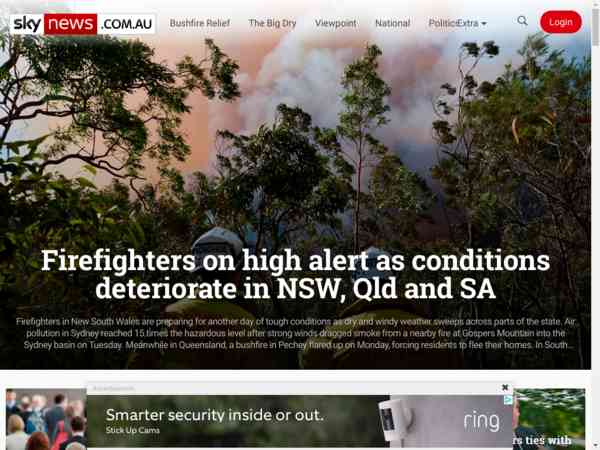 sky news .COM.AU
Bushfire Relief
The Big Dry
Viewpoint
National
Politics
Extra
Login
Firefighters on high alert as conditions
deteriorate in NSW, Qld and SA
Firefighters in New South Wales are preparing for another day of tough conditions as dry and windy weather sweeps across parts of the state. Air
pollution in Sydney reached 15 times the hazardous level after strong winds dragged smoke from a nearby fire at Gospers Mountain into the
Sydney basin on Tuesday. Meanwhile in Queensland, a bushfire in Pechey flared up on Monday, forcing residents to flee their homes. In South...
Advertisement
Smarter security inside or out.
Stick Up Cams
ring
ties with